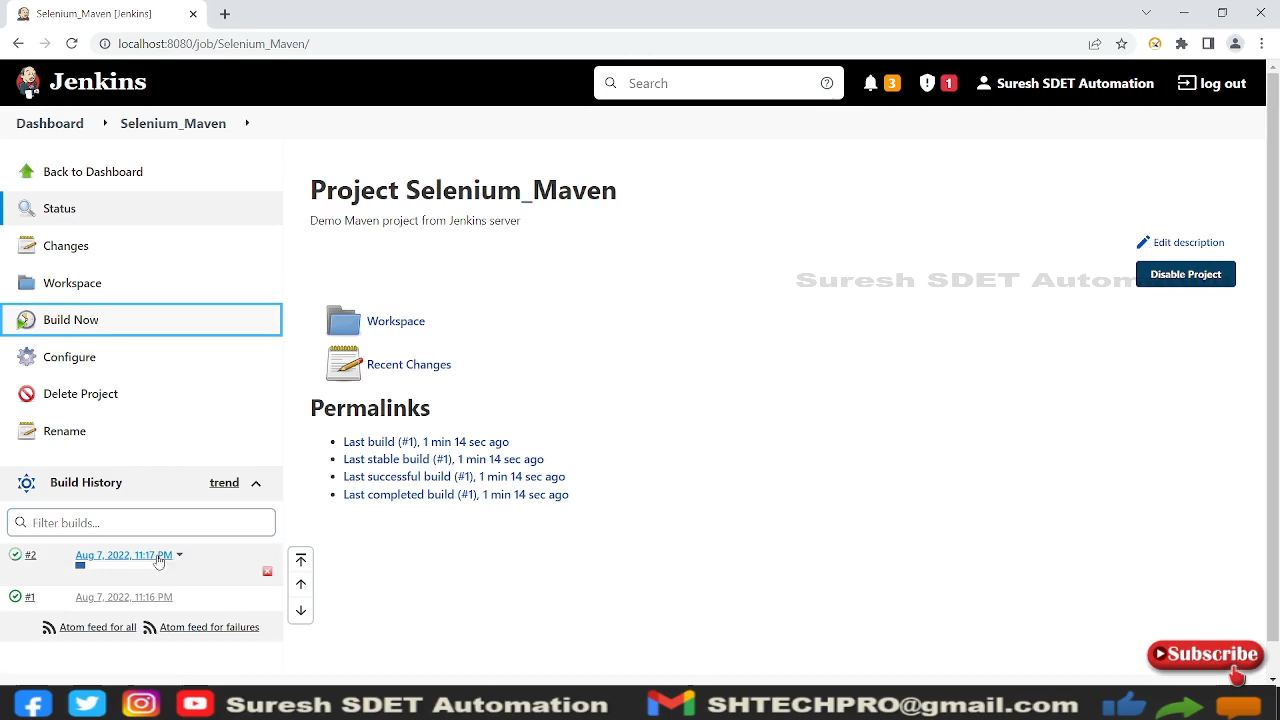 Selenium_Maven [Jenkins]
localhost:8080/job/Selenium_Maven/
Jenkins
Search
3
1
Suresh SDET Automation
log out
Dashboard
Selenium_Maven
Back to Dashboard
Status
Changes
Workspace
Build Now
Configure
Delete Project
Rename
Build History
trend
Filter builds...
#2
Aug 7, 2022, 11:17 PM
#1
Aug 7, 2022, 11:16 PM
Atom feed for all
Atom feed for failures
Project Selenium_Maven
Demo Maven project from Jenkins server
Edit description
Suresh SDET Autom
Disable Project
Workspace
Recent Changes
Permalinks
Last build (#1), 1 min 14 sec ago
Last stable build (#1), 1 min 14 sec ago
Last successful build (#1), 1 min 14 sec ago
Last completed build (#1), 1 min 14 sec ago
Subscribe
Suresh SDET Automation
SHTECHPRO@gmail.com